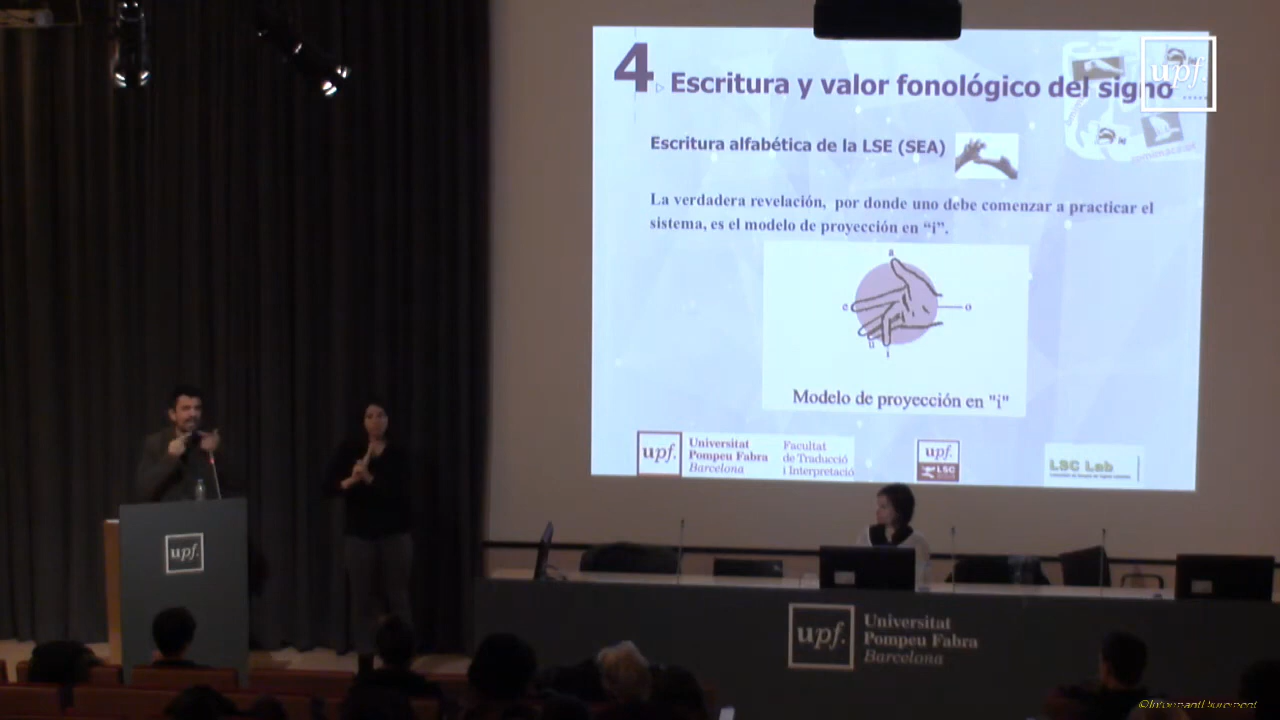 4 Escritura y valor fonológico del signo
upf.
Escritura alfabética de la LSE (SEA)
La verdadera revelación, por donde uno debe comenzar a practicar el
sistema, es el modelo de proyección en “i”.
a
e
o
u
i
Modelo de proyección en "i"
upf.
Universitat
Pompeu Fabra
Barcelona
Facultat
de Traducció
i Interpretació
upf.
LSC
LSC Lab
upf.
upf.
Universitat
Pompeu Fabra
Barcelona